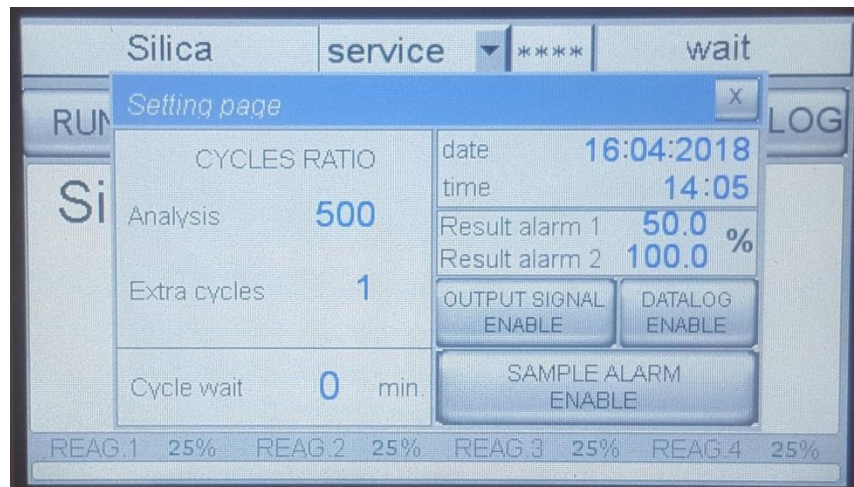 Silica service **** wait
RUN LOG
Setting page X
Si
CYCLES RATIO
Analysis 500
Extra cycles 1
Cycle wait 0 min.
date 16:04:2018
time 14:05
Result alarm 1 50.0 %
Result alarm 2 100.0
OUTPUT SIGNAL
ENABLE
DATALOG
ENABLE
SAMPLE ALARM
ENABLE
REAG.1 25% REAG.2 25% REAG.3 25% REAG.4 25%